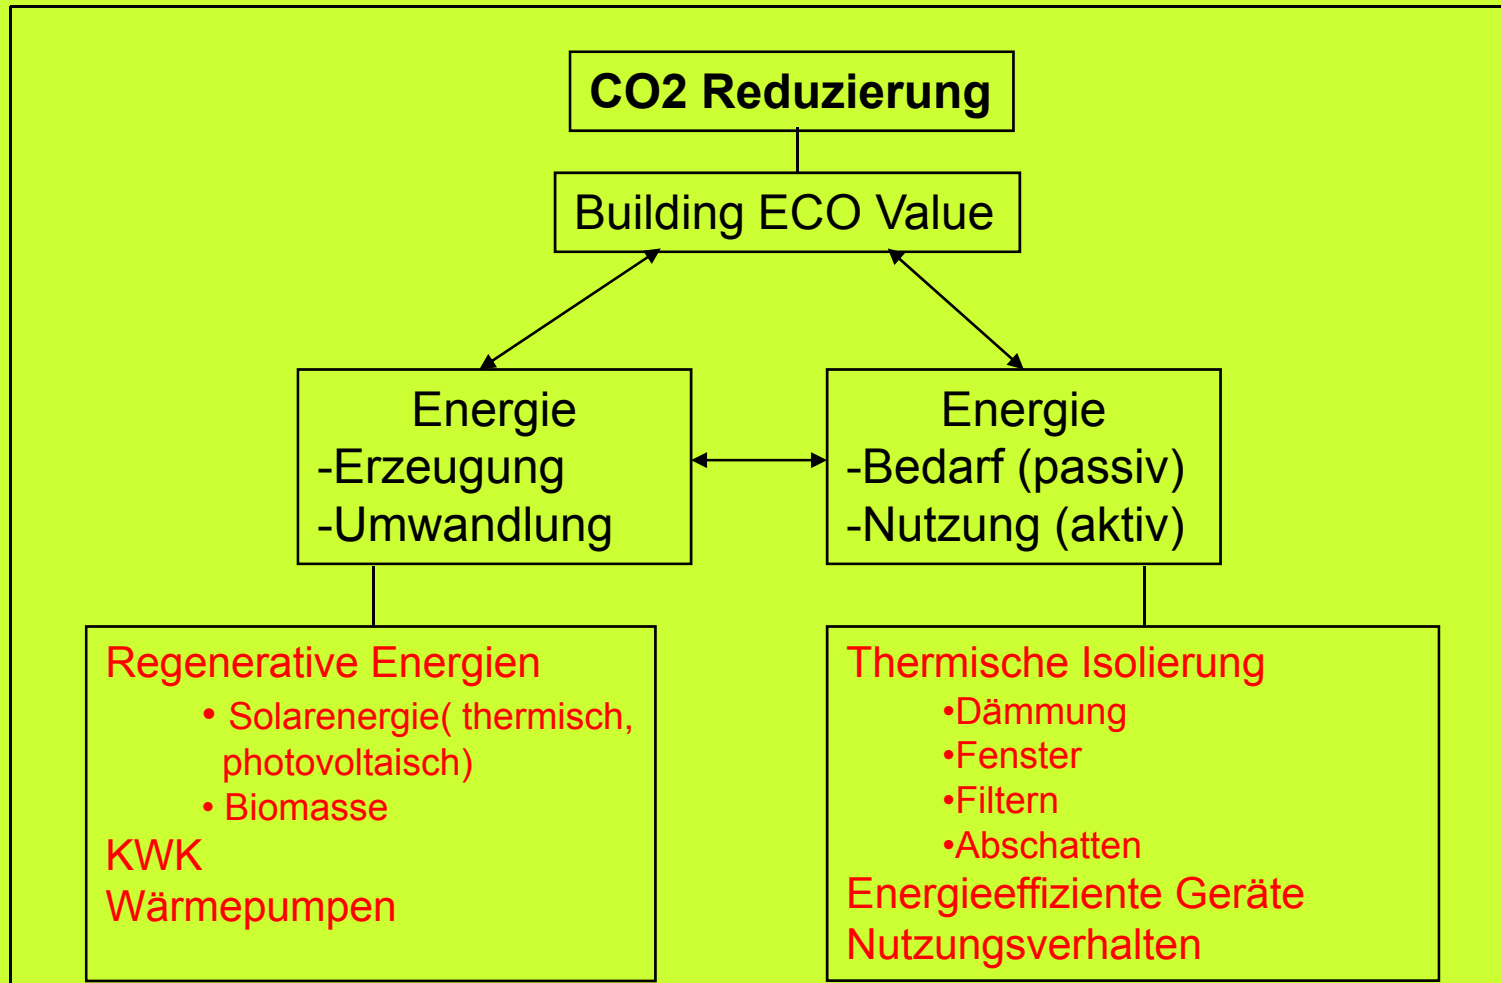 CO2 Reduzierung
Building ECO Value
Energie
-Erzeugung
-Umwandlung
Energie
-Bedarf (passiv)
-Nutzung (aktiv)
Regenerative Energien
• Solarenergie( thermisch,
photovoltaisch)
• Biomasse
KWK
Wärmepumpen
Thermische Isolierung
•Dämmung
•Fenster
•Filtern
•Abschatten
Energieeffiziente Geräte
Nutzungsverhalten